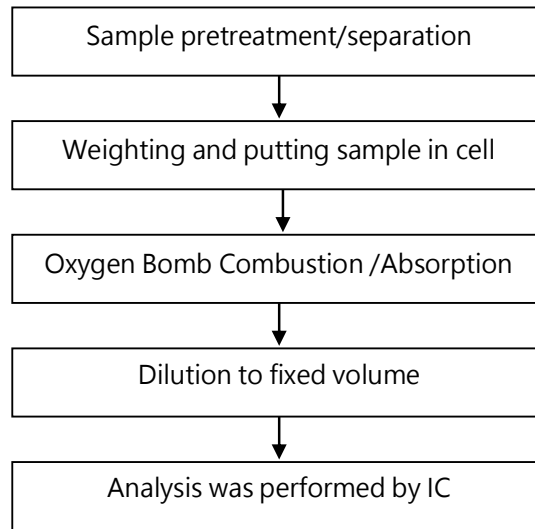 Sample pretreatment/separation
Weighting and putting sample in cell
Oxygen Bomb Combustion /Absorption
Dilution to fixed volume
Analysis was performed by IC